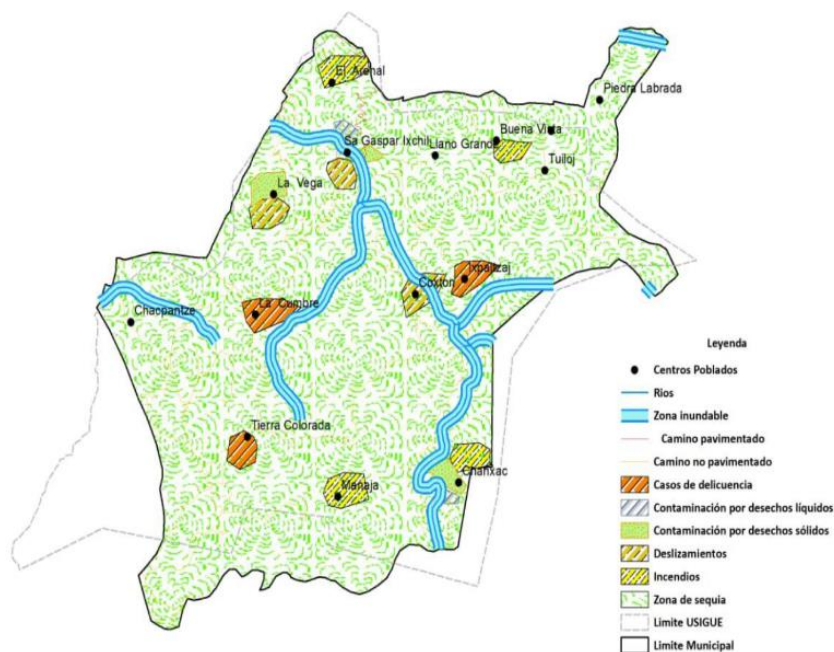 El Arenal
Piedra Labrada
Buena Vista
Sa Gaspar Ixchil
Llano Grande
Tuiloj
La Vega
Coxton
La Cumbre
Chacpantze
Tierra Colorada
Manaja
Chanxac
Leyenda
Centros Poblados
Rios
Zona inundable
Camino pavimentado
Camino no pavimentado
Casos de delicuencia
Contaminación por desechos líquidos
Contaminación por desechos sólidos
Deslizamientos
Incendios
Zona de sequia
Limite USIGUE
Limite Municipal